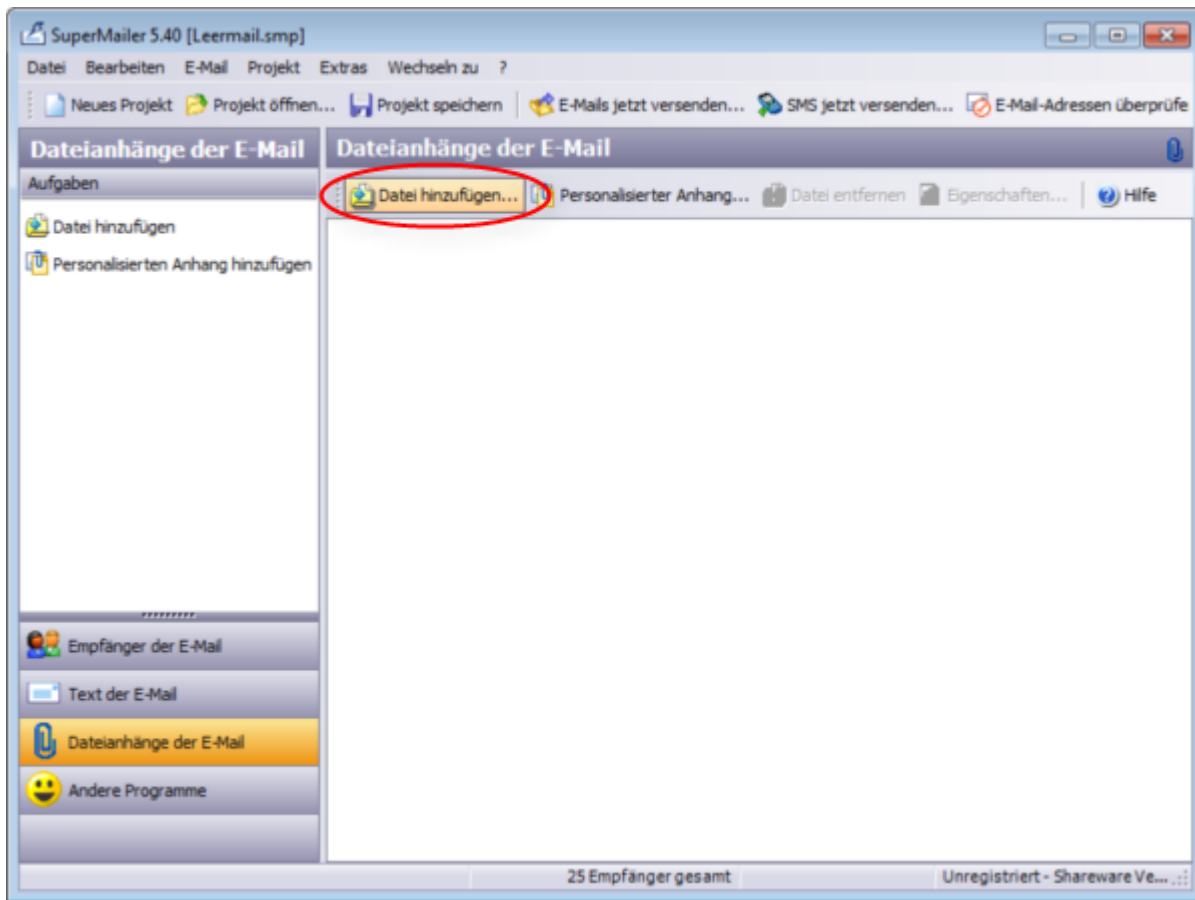 SuperMailer 5.40 [Leermail.smp]
Datei Bearbeiten E-Mail Projekt Extras Wechseln zu ?
Neues Projekt Projekt öffnen... Projekt speichern E-Mails jetzt versenden... SMS jetzt versenden... E-Mail-Adressen überprüfe
Dateianhänge der E-Mail
Aufgaben
Datei hinzufügen
Personalisierten Anhang hinzufügen
Empfänger der E-Mail
Text der E-Mail
Dateianhänge der E-Mail
Andere Programme
Dateianhänge der E-Mail
Datei hinzufügen... Personalisierter Anhang... Datei entfernen Eigenschaften... Hilfe
25 Empfänger gesamt Unregistriert - Shareware Ve...